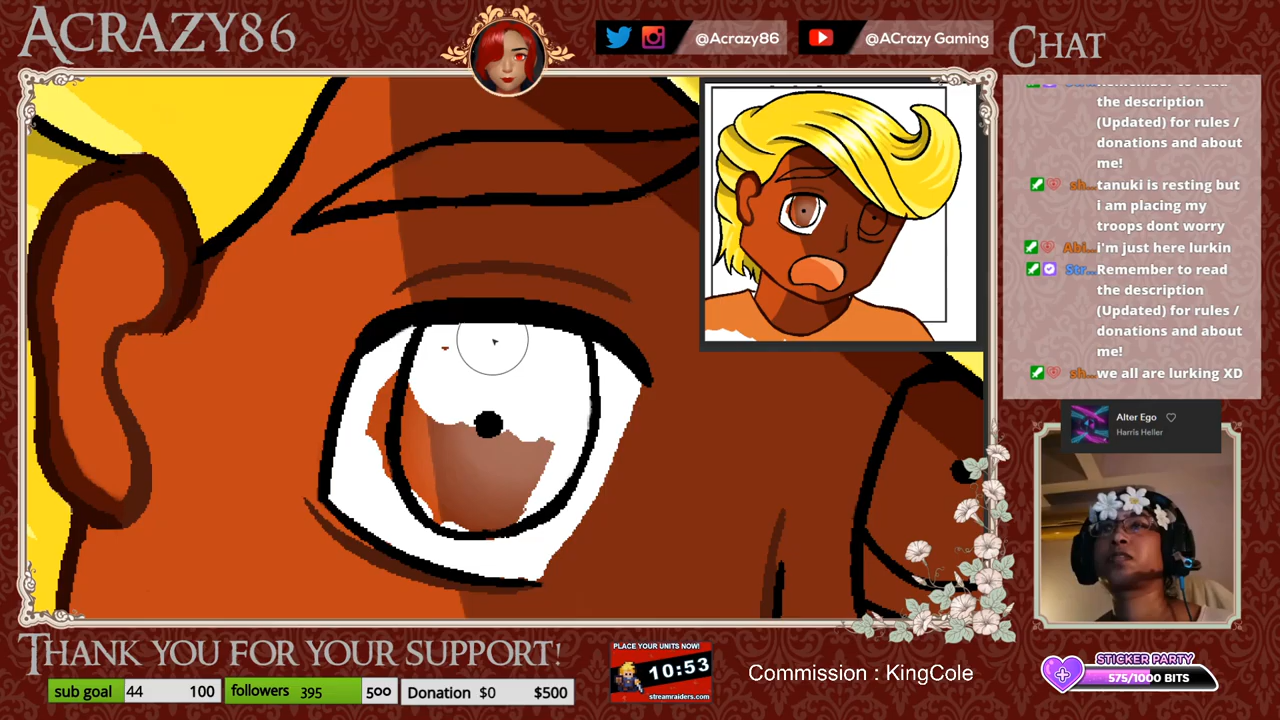 ACRAZY86
@Acrazy86
@ACrazy Gaming
CHAT
the description
(Updated) for rules /
donations and about
me!
sh... tanuki is resting but
i am placing my
troops dont worry
Abi... i'm just here lurkin
Str... Remember to read
the description
(Updated) for rules /
donations and about
me!
sh... we all are lurking XD
Alter Ego
Harris Heller
THANK YOU FOR YOUR SUPPORT!
sub goal 44 100
followers 395 500
Donation $0 $500
PLACE YOUR UNITS NOW!
10:53
streamraiders.com
Commission : KingCole
STICKER PARTY
575/1000 BITS